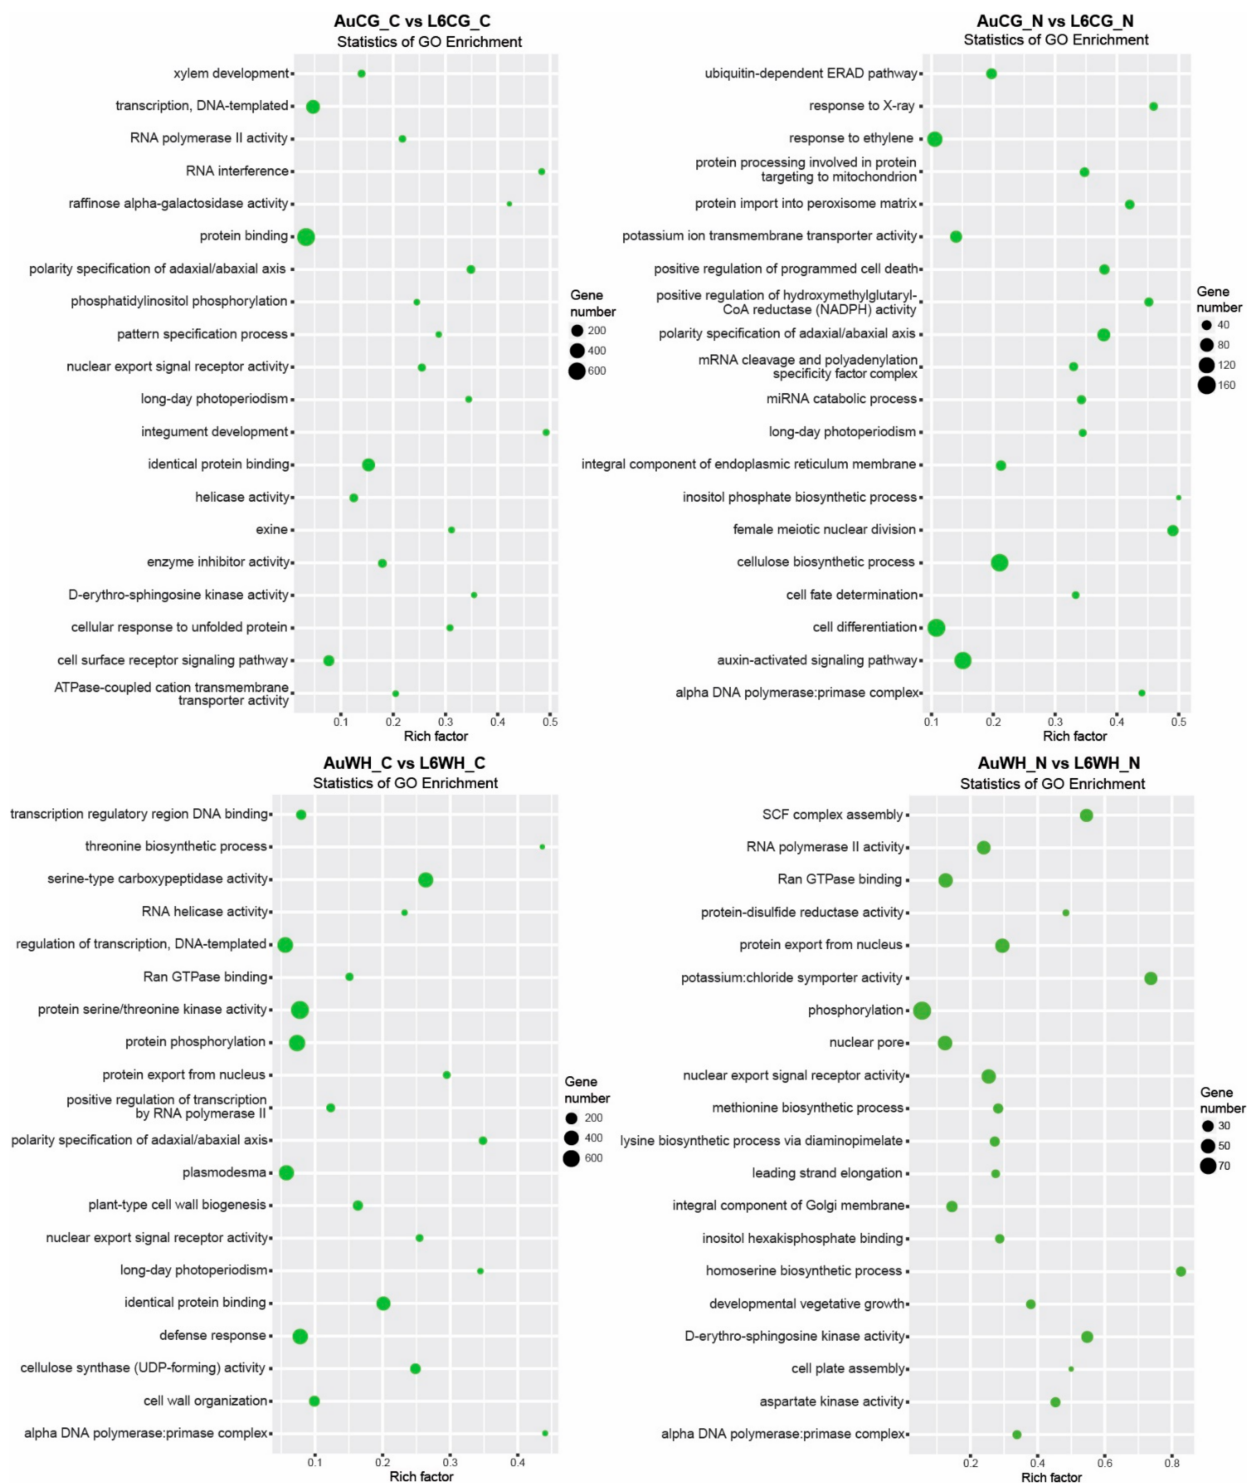 AuCG_C vs L6CG_C
Statistics of GO Enrichment
xylem development
transcription, DNA-templated
RNA polymerase II activity
RNA interference
raffinose alpha-galactosidase activity
protein binding
polarity specification of adaxial/abaxial axis
phosphatidylinositol phosphorylation
pattern specification process
nuclear export signal receptor activity
long-day photoperiodism
integument development
identical protein binding
helicase activity
exine
enzyme inhibitor activity
D-erythro-sphingosine kinase activity
cellular response to unfolded protein
cell surface receptor signaling pathway
ATPase-coupled cation transmembrane
transporter activity
0.1 0.2 0.3 0.4 0.5
Rich factor
Gene
number
200
400
600
AuCG_N vs L6CG_N
Statistics of GO Enrichment
ubiquitin-dependent ERAD pathway
response to X-ray
response to ethylene
protein processing involved in protein
targeting to mitochondrion
protein import into peroxisome matrix
potassium ion transmembrane transporter activity
positive regulation of programmed cell death
positive regulation of hydroxymethylglutaryl-
CoA reductase (NADPH) activity
polarity specification of adaxial/abaxial axis
mRNA cleavage and polyadenylation
specificity factor complex
miRNA catabolic process
long-day photoperiodism
integral component of endoplasmic reticulum membrane
inositol phosphate biosynthetic process
female meiotic nuclear division
cellulose biosynthetic process
cell fate determination
cell differentiation
auxin-activated signaling pathway
alpha DNA polymerase:primase complex
0.1 0.2 0.3 0.4 0.5
Rich factor
Gene
number
40
80
120
160
AuWH_C vs L6WH_C
Statistics of GO Enrichment
transcription regulatory region DNA binding
threonine biosynthetic process
serine-type carboxypeptidase activity
RNA helicase activity
regulation of transcription, DNA-templated
Ran GTPase binding
protein serine/threonine kinase activity
protein phosphorylation
protein export from nucleus
positive regulation of transcription
by RNA polymerase II
polarity specification of adaxial/abaxial axis
plasmodesma
plant-type cell wall biogenesis
nuclear export signal receptor activity
long-day photoperiodism
identical protein binding
defense response
cellulose synthase (UDP-forming) activity
cell wall organization
alpha DNA polymerase:primase complex
0.1 0.2 0.3 0.4
Rich factor
Gene
number
200
400
600
AuWH_N vs L6WH_N
Statistics of GO Enrichment
SCF complex assembly
RNA polymerase II activity
Ran GTPase binding
protein-disulfide reductase activity
protein export from nucleus
potassium:chloride symporter activity
phosphorylation
nuclear pore
nuclear export signal receptor activity
methionine biosynthetic process
lysine biosynthetic process via diaminopimelate
leading strand elongation
integral component of Golgi membrane
inositol hexakisphosphate binding
homoserine biosynthetic process
developmental vegetative growth
D-erythro-sphingosine kinase activity
cell plate assembly
aspartate kinase activity
alpha DNA polymerase:primase complex
0.2 0.4 0.6 0.8
Rich factor
Gene
number
30
50
70